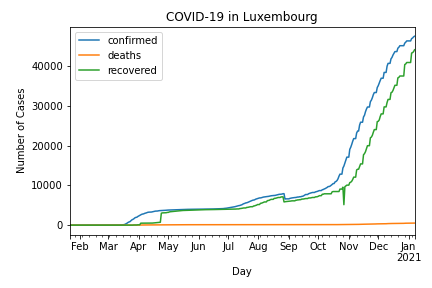 COVID-19 in Luxembourg
confirmed
deaths
recovered
Number of Cases
40000
30000
20000
10000
0
Feb Mar Apr May Jun Jul Aug Sep Oct Nov Dec Jan
2021
Day